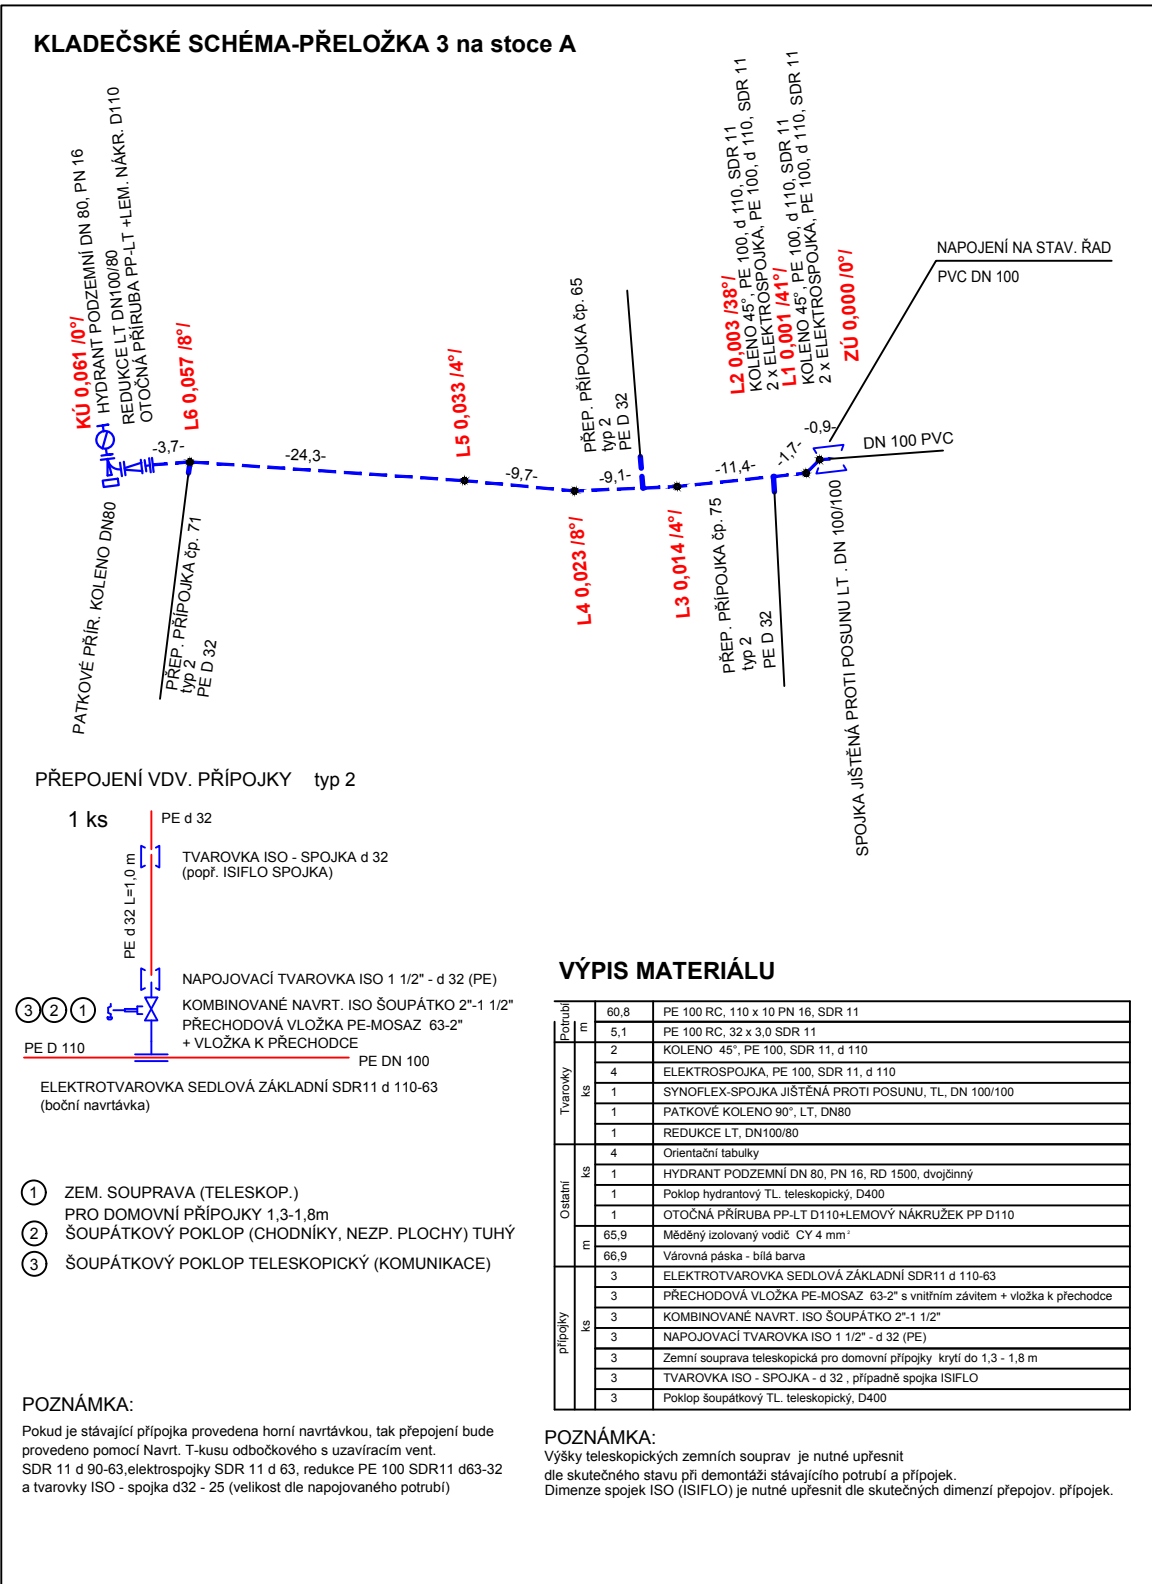 KLADEČSKÉ SCHÉMA-PŘELOŽKA 3 na stoce A
KÚ 0,061 /0°/
HYDRANT PODZEMNÍ DN 80, PN 16
REDUKCE LT DN100/80
OTOČNÁ PŘÍRUBA PP-LT +LEM. NÁKR. D110
L6 0,057 /8°/
L5 0,033 /4°/
PŘEP. PŘÍPOJKA čp. 65
typ 2
PE D 32
L2 0,003 /38°/
KOLENO 45°, PE 100, d 110, SDR 11
2 x ELEKTROSPOJKA, PE 100, d 110, SDR 11
L1 0,001 /41°/
KOLENO 45°, PE 100, d 110, SDR 11
2 x ELEKTROSPOJKA, PE 100, d 110, SDR 11
ZÚ 0,000 /0°/
NAPOJENÍ NA STAV. ŘAD
PVC DN 100
-3,7-
-24,3-
-9,7-
-9,1-
-11,4-
-1,7-
-0,9-
DN 100 PVC
PATKOVÉ PŘÍR. KOLENO DN80
PŘEP. PŘÍPOJKA čp. 71
typ 2
PE D 32
L4 0,023 /8°/
L3 0,014 /4°/
PŘEP. PŘÍPOJKA čp. 75
typ 2
PE D 32
SPOJKA JIŠTĚNÁ PROTI POSUNU LT . DN 100/100
PŘEPOJENÍ VDV. PŘÍPOJKY typ 2
1 ks
PE d 32
TVAROVKA ISO - SPOJKA d 32
(popř. ISIFLO SPOJKA)
PE d 32 L=1,0 m
NAPOJOVACÍ TVAROVKA ISO 1 1/2" - d 32 (PE)
3 2 1
KOMBINOVANÉ NAVRT. ISO ŠOUPÁTKO 2"-1 1/2"
PŘECHODOVÁ VLOŽKA PE-MOSAZ 63-2"
+ VLOŽKA K PŘECHODCE
PE D 110
PE DN 100
ELEKTROTVAROVKA SEDLOVÁ ZÁKLADNÍ SDR11 d 110-63
(boční navrtávka)
1 ZEM. SOUPRAVA (TELESKOP.)
PRO DOMOVNÍ PŘÍPOJKY 1,3-1,8m
2 ŠOUPÁTKOVÝ POKLOP (CHODNÍKY, NEZP. PLOCHY) TUHÝ
3 ŠOUPÁTKOVÝ POKLOP TELESKOPICKÝ (KOMUNIKACE)
POZNÁMKA:
Pokud je stávající přípojka provedena horní navrtávkou, tak přepojení bude
provedeno pomocí Navrt. T-kusu odbočkového s uzavíracím vent.
SDR 11 d 90-63,elektrospojky SDR 11 d 63, redukce PE 100 SDR11 d63-32
a tvarovky ISO - spojka d32 - 25 (velikost dle napojovaného potrubí)
VÝPIS MATERIÁLU
Potrubí
m
60,8 PE 100 RC, 110 x 10 PN 16, SDR 11
5,1 PE 100 RC, 32 x 3,0 SDR 11
Tvarovky
ks
2 KOLENO 45°, PE 100, SDR 11, d 110
4 ELEKTROSPOJKA, PE 100, SDR 11, d 110
1 SYNOFLEX-SPOJKA JIŠTĚNÁ PROTI POSUNU, TL, DN 100/100
1 PATKOVÉ KOLENO 90°, LT, DN80
1 REDUKCE LT, DN100/80
Ostatní
ks
4 Orientační tabulky
1 HYDRANT PODZEMNÍ DN 80, PN 16, RD 1500, dvojčinný
1 Poklop hydrantový TL. teleskopický, D400
1 OTOČNÁ PŘÍRUBA PP-LT D110+LEMOVÝ NÁKRUŽEK PP D110
m
65,9 Měděný izolovaný vodič CY 4 mm²
66,9 Várovná páska - bílá barva
přípojky
ks
3 ELEKTROTVAROVKA SEDLOVÁ ZÁKLADNÍ SDR11 d 110-63
3 PŘECHODOVÁ VLOŽKA PE-MOSAZ 63-2" s vnitřním závitem + vložka k přechodce
3 KOMBINOVANÉ NAVRT. ISO ŠOUPÁTKO 2"-1 1/2"
3 NAPOJOVACÍ TVAROVKA ISO 1 1/2" - d 32 (PE)
3 Zemní souprava teleskopická pro domovní přípojky krytí do 1,3 - 1,8 m
3 TVAROVKA ISO - SPOJKA - d 32 , případně spojka ISIFLO
3 Poklop šoupátkový TL. teleskopický, D400
POZNÁMKA:
Výšky teleskopických zemních souprav je nutné upřesnit
dle skutečného stavu při demontáži stávajícího potrubí a přípojek.
Dimenze spojek ISO (ISIFLO) je nutné upřesnit dle skutečných dimenzí přepojov. přípojek.